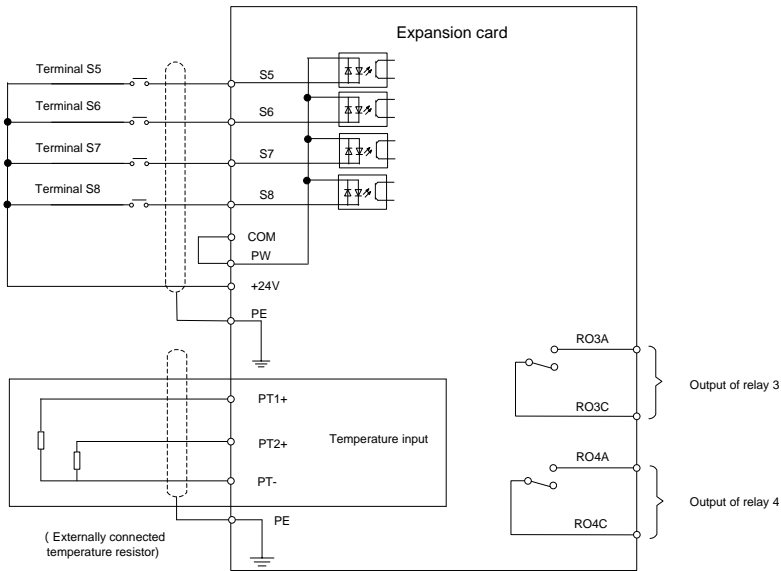 Expansion card
Terminal S5
S5
Terminal S6
S6
Terminal S7
S7
Terminal S8
S8
COM
PW
+24V
PE
RO3A
Output of relay 3
RO3C
PT1+
PT2+
Temperature input
PT-
RO4A
Output of relay 4
RO4C
PE
( Externally connected
temperature resistor)